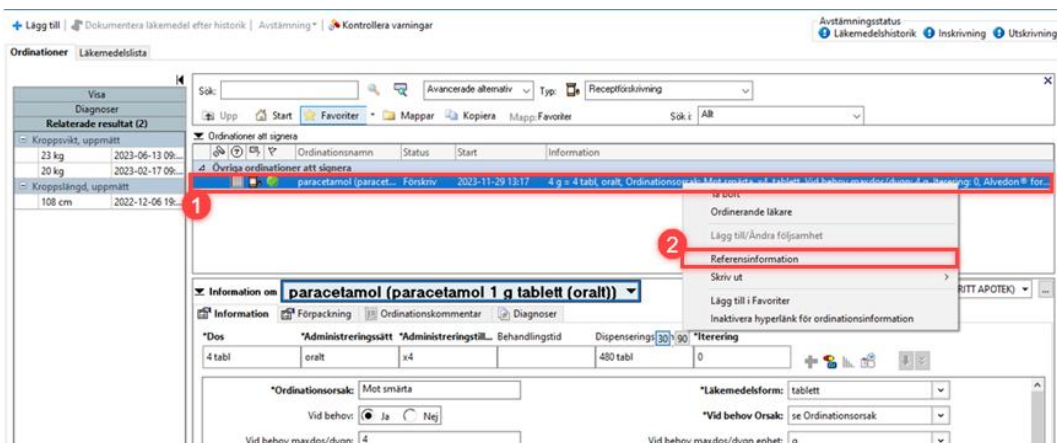 Lägg till | Dokumentera läkemedel efter historik | Avstämning | Kontrollera varningar
Avstämningsstatus
Läkemedelshistorik Inskrivning Utskrivning
Ordinationer Läkemedelslista
Visa
Diagnoser
Relaterade resultat (2)
Kroppsvikt, uppmätt
23 kg 2023-06-13 09:...
20 kg 2023-02-17 09:...
Kroppslängd, uppmätt
108 cm 2022-12-06 19:...
Sök: Avancerade alternativ Typ: Receptförskrivning
Upp Start Favoriter Mappar Kopiera Mapp: Favoriter Sök i: Allt
Ordinationer att signera
Ordinationsnamn Status Start Information
Övriga ordinationer att signera
paracetamol (paracet... Förskriv 2023-11-29 13:17 4 g = 4 tabl, oralt, Ordinationsorsak: Mot smärta, x4, tablett, Vid behov maxdos/dygn: 4 g, Iterering: 0, Alvedon® for...
1
Ta bort
Ordinerande läkare
Lägg till/Ändra följsamhet
2
Referensinformation
Skriv ut
Lägg till i Favoriter
Inaktivera hyperlänk för ordinationsinformation
Information om paracetamol (paracetamol 1 g tablett (oralt)) RITT APOTEK) ...
Information Förpackning Ordinationskommentar Diagnoser
*Dos *Administreringssätt *Administreringstill... Behandlingstid Dispenserings 30 90 *Iterering
4 tabl oralt x4 480 tabl 0
*Ordinationsorsak: Mot smärta *Läkemedelsform: tablett
Vid behov: Ja Nej *Vid behov Orsak: se Ordinationsorsak
Vid behov maxdos/dygn: 4 Vid behov maxdos/dygn enhet: g